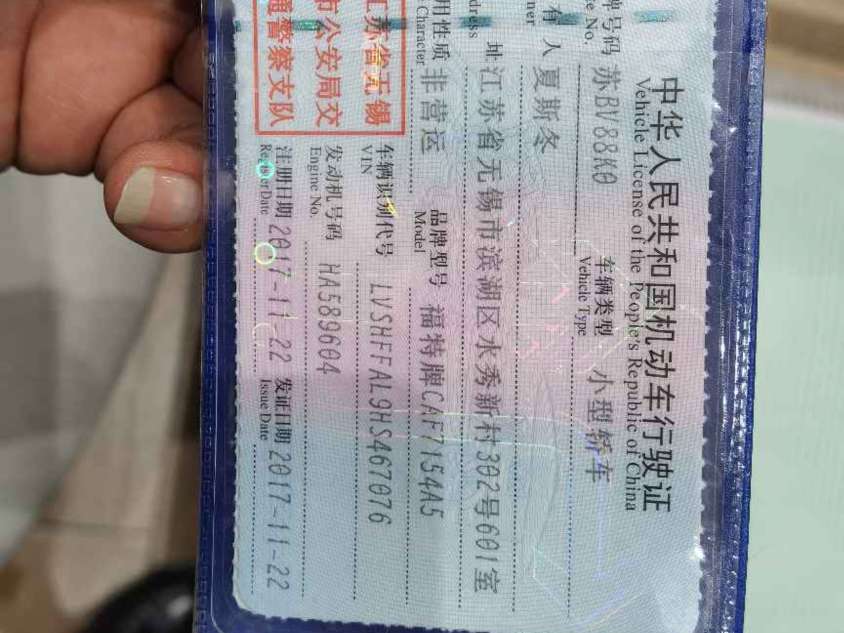 中华人民共和国机动车行驶证
Vehicle License of the People's Republic of China
牌号码 苏BV88K0 车辆类型 小型轿车
e No. Vehicle Type
有 人 夏斯冬
ner
址 江苏省无锡市滨湖区水秀新村302号601室
dress
用性质 非营运 品牌型号 福特牌CAF7154A5
Character Model
车辆识别代号 LVSHFFAL9HS467076
VIN
发动机号码 HA589604
Engine No.
注册日期 2017-11-22 发证日期 2017-11-22
Register Date Issue Date
江苏省无锡
市公安局交
通警察支队